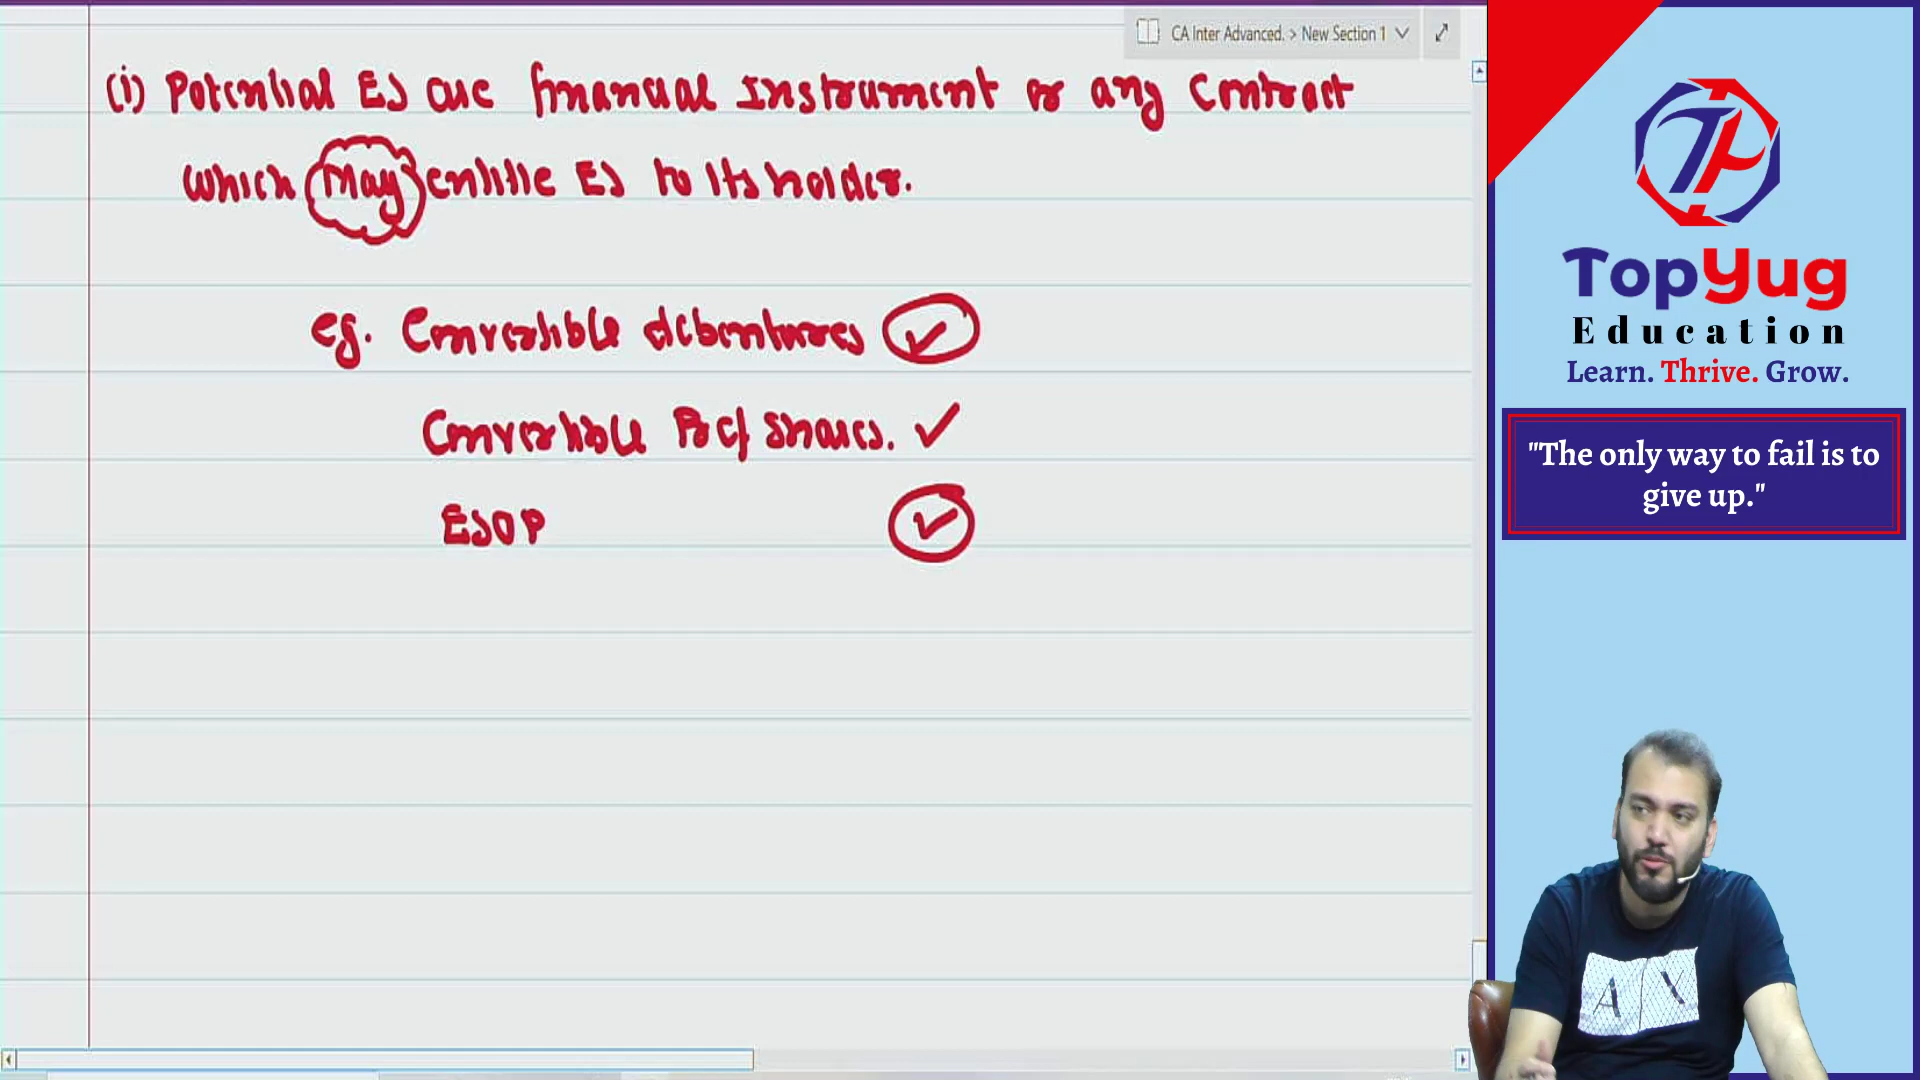 CA Inter Advanced. > New Section 1
(i) Potential ES are financial Instrument or any Contract
which May entitle ES to its holder.
eg. Convertible debentures ✓
Convertible Pref Shares. ✓
ESOP ✓
TopYug
Education
Learn. Thrive. Grow.
"The only way to fail is to
give up."
A X